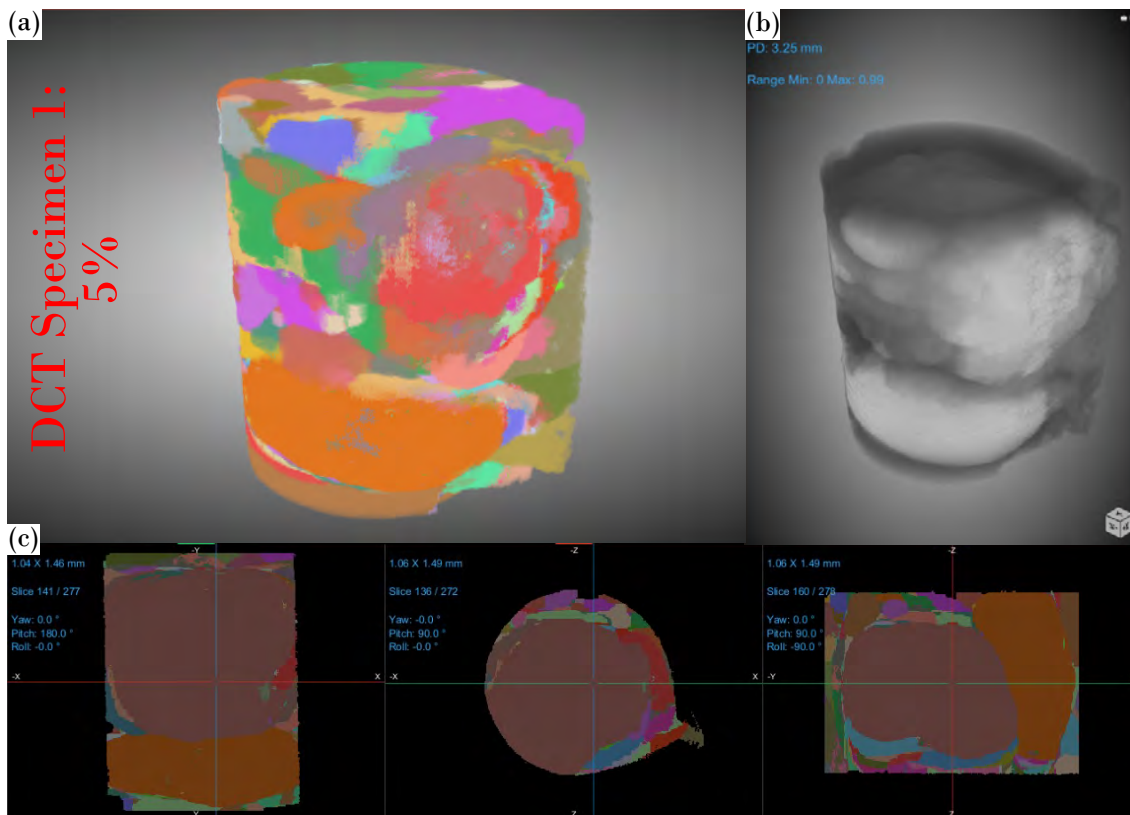 (a)
DCT Specimen 1:
5%
(b)
PD: 3.25 mm
Range Min: 0 Max: 0.99
(c)
1.04 X 1.46 mm
Slice 141 / 277
Yaw: 0.0 °
Pitch: 180.0 °
Roll: -0.0 °
-Y
-X
X
-Y
1.06 X 1.49 mm
Slice 136 / 272
Yaw: -0.0 °
Pitch: 90.0 °
Roll: -0.0 °
-Z
-X
X
Z
1.06 X 1.49 mm
Slice 160 / 278
Yaw: 0.0 °
Pitch: 90.0 °
Roll: -90.0 °
-Z
-Y